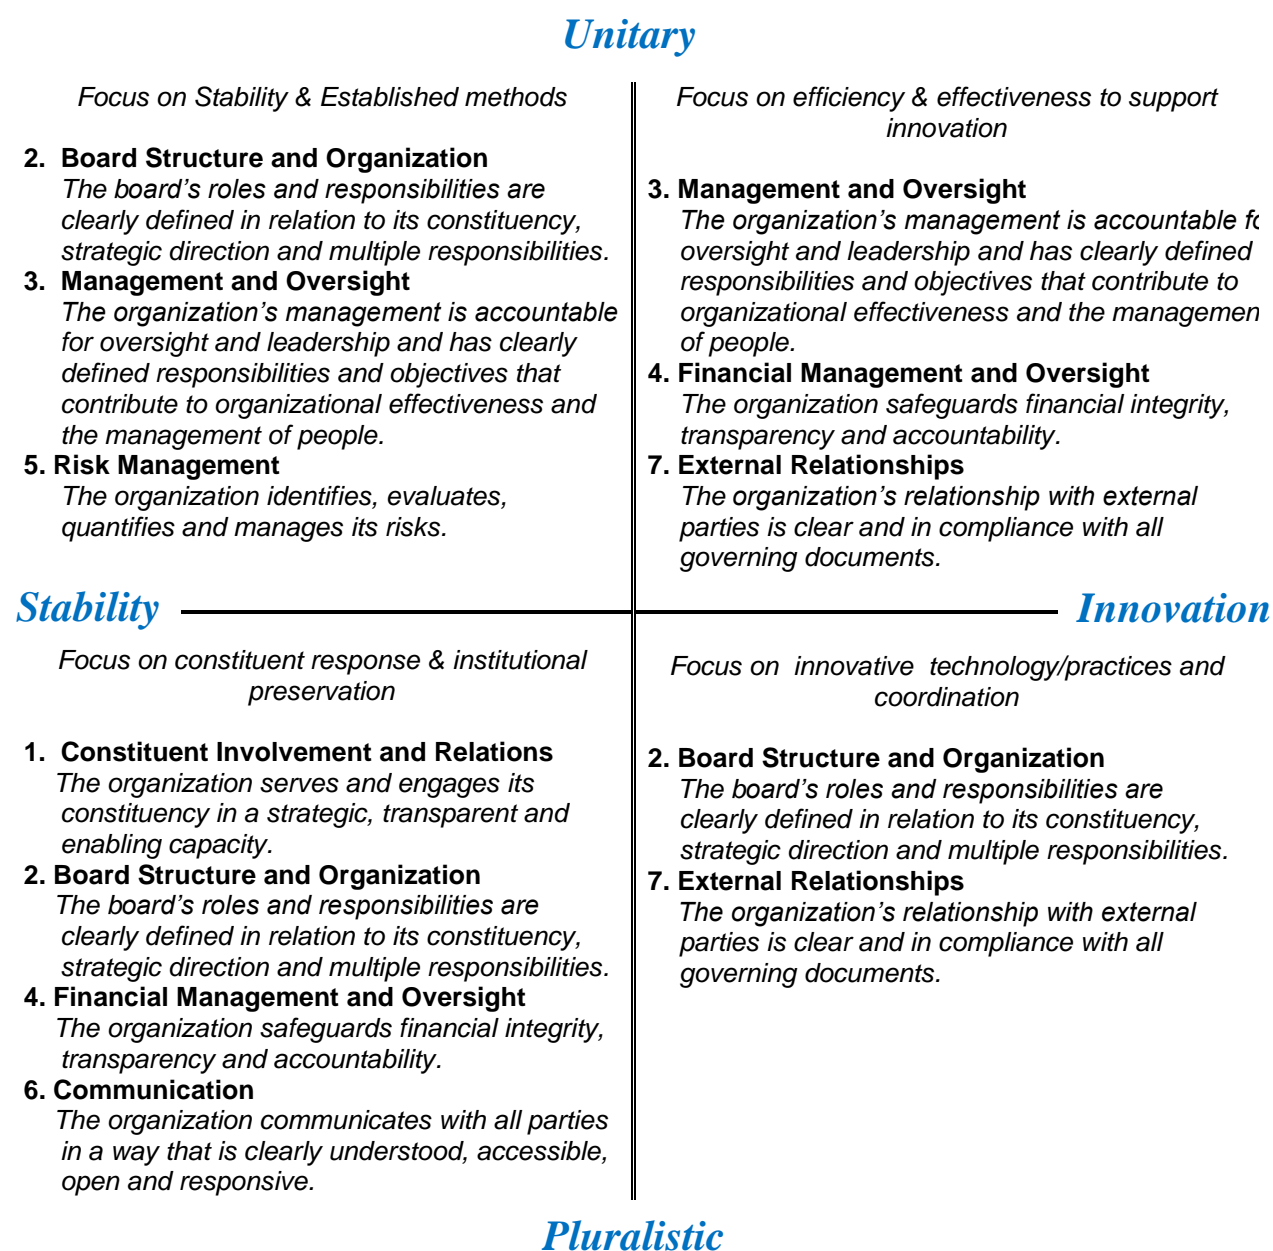 Unitary
Focus on Stability & Established methods
2. Board Structure and Organization
The board’s roles and responsibilities are
clearly defined in relation to its constituency,
strategic direction and multiple responsibilities.
3. Management and Oversight
The organization’s management is accountable
for oversight and leadership and has clearly
defined responsibilities and objectives that
contribute to organizational effectiveness and
the management of people.
5. Risk Management
The organization identifies, evaluates,
quantifies and manages its risks.
Focus on efficiency & effectiveness to support
innovation
3. Management and Oversight
The organization’s management is accountable fo
oversight and leadership and has clearly defined
responsibilities and objectives that contribute to
organizational effectiveness and the managemen
of people.
4. Financial Management and Oversight
The organization safeguards financial integrity,
transparency and accountability.
7. External Relationships
The organization’s relationship with external
parties is clear and in compliance with all
governing documents.
Stability
Innovation
Focus on constituent response & institutional
preservation
1. Constituent Involvement and Relations
The organization serves and engages its
constituency in a strategic, transparent and
enabling capacity.
2. Board Structure and Organization
The board’s roles and responsibilities are
clearly defined in relation to its constituency,
strategic direction and multiple responsibilities.
4. Financial Management and Oversight
The organization safeguards financial integrity,
transparency and accountability.
6. Communication
The organization communicates with all parties
in a way that is clearly understood, accessible,
open and responsive.
Focus on innovative technology/practices and
coordination
2. Board Structure and Organization
The board’s roles and responsibilities are
clearly defined in relation to its constituency,
strategic direction and multiple responsibilities.
7. External Relationships
The organization’s relationship with external
parties is clear and in compliance with all
governing documents.
Pluralistic